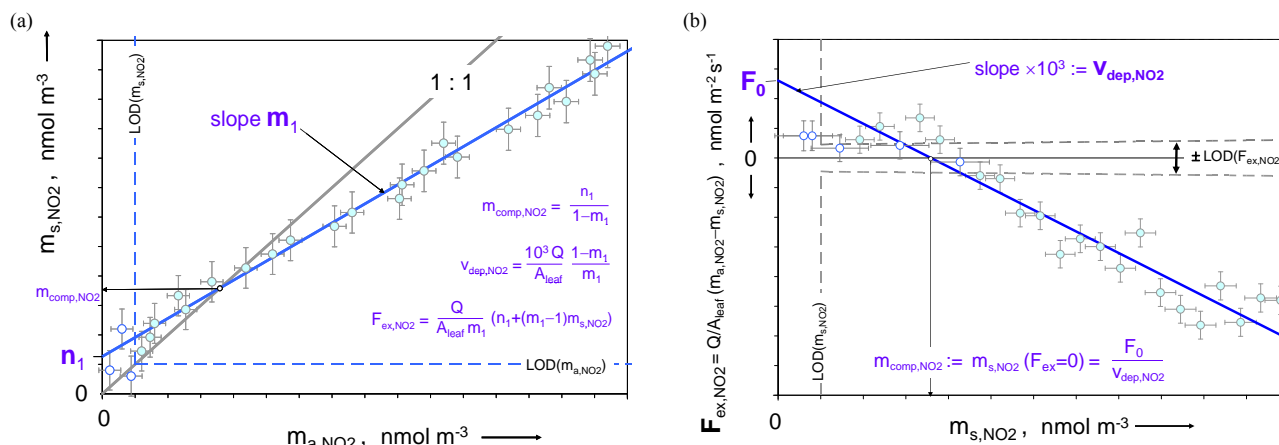 (a)
m_s,NO2 , nmol m-3
LOD(m_s,NO2)
1 : 1
slope m_1
m_comp,NO2 = n_1 / 1−m_1
v_dep,NO2 = 10^3 Q / A_leaf 1−m_1 / m_1
m_comp,NO2
F_ex,NO2 = Q / A_leaf m_1 (n_1+(m_1−1)m_s,NO2)
n_1
LOD(m_a,NO2)
0
0
m_a,NO2 , nmol m-3
(b)
F_ex,NO2 = Q/A_leaf (m_a,NO2−m_s,NO2) , nmol m-2 s-1
F_0
slope ×10^3 := v_dep,NO2
0
±LOD(F_ex,NO2
LOD(m_s,NO2)
m_comp,NO2 := m_s,NO2 (F_ex=0) = F_0 / v_dep,NO2
0
m_s,NO2 , nmol m-3